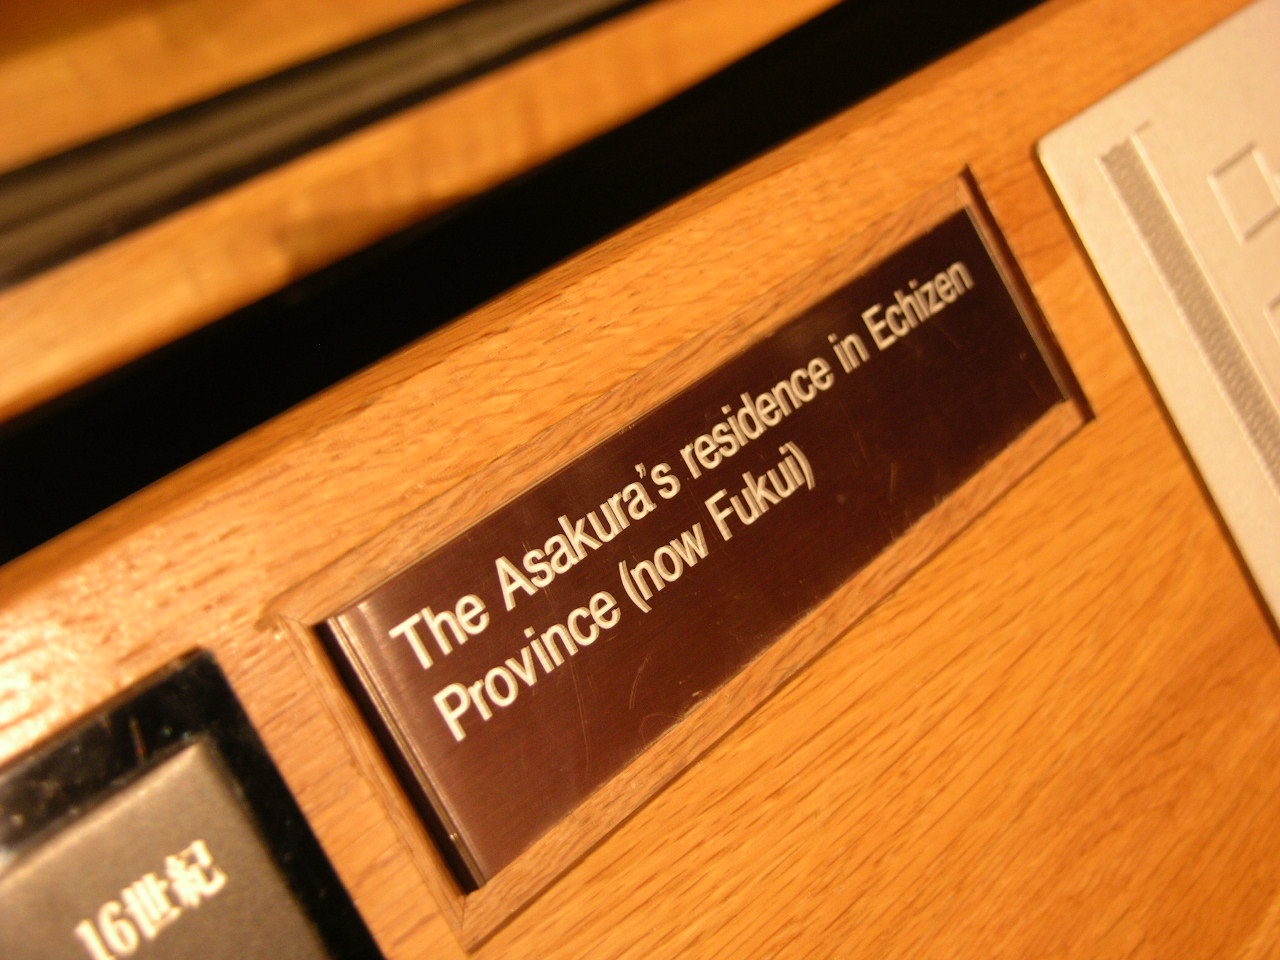 The Asakura's residence in Echizen
Province (now Fukui)
16世紀